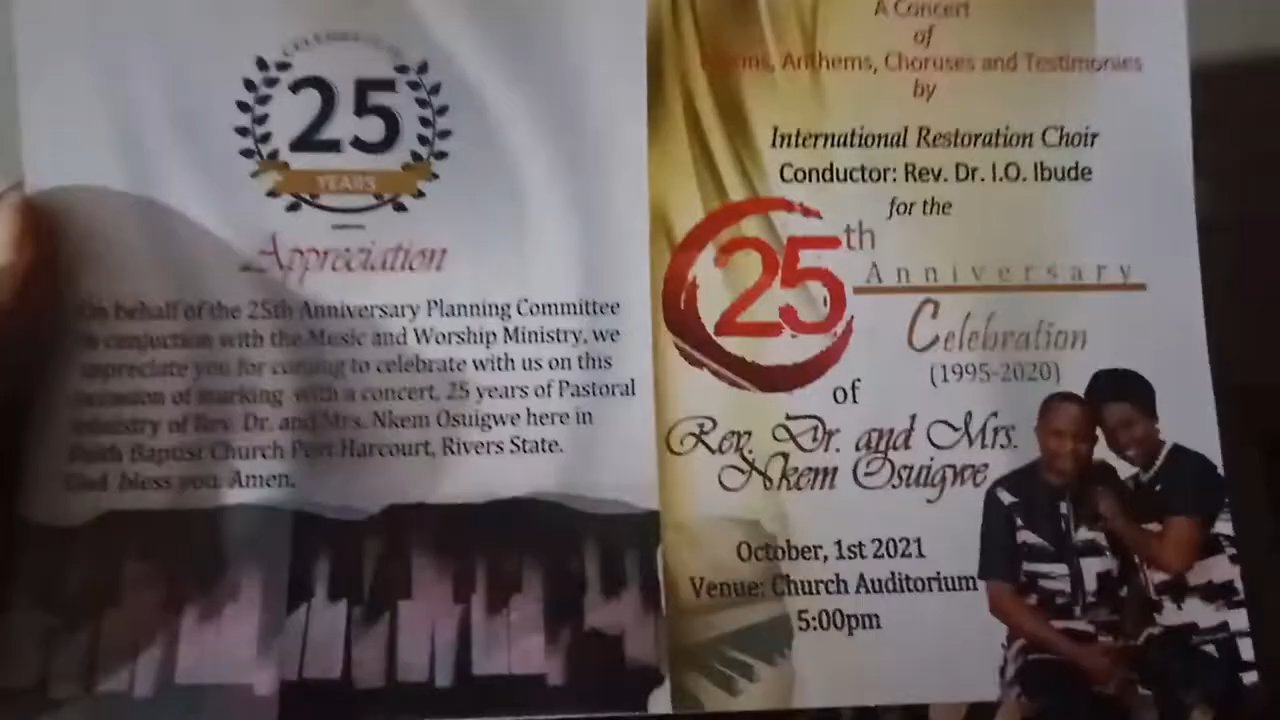 25
YEARS
Appreciation
behalf of the 25th Anniversary Planning Committee
conjuction with the Music and Worship Ministry, we
appreciate you for coming to celebrate with us on this
occasion of marking with a concert, 25 years of Pastoral
ministry of Rev. Dr. and Mrs. Nkem Osuigwe here in
Baptist Church Port Harcourt, Rivers State.
God bless you. Amen.
A Concert
of
Anthems, Choruses and Testimonies
by
International Restoration Choir
Conductor: Rev. Dr. I.O. Ibude
for the
25th
Anniversary
Celebration
(1995-2020)
of
Rev. Dr. and Mrs.
Nkem Osuigwe
October, 1st 2021
Venue: Church Auditorium
5:00pm